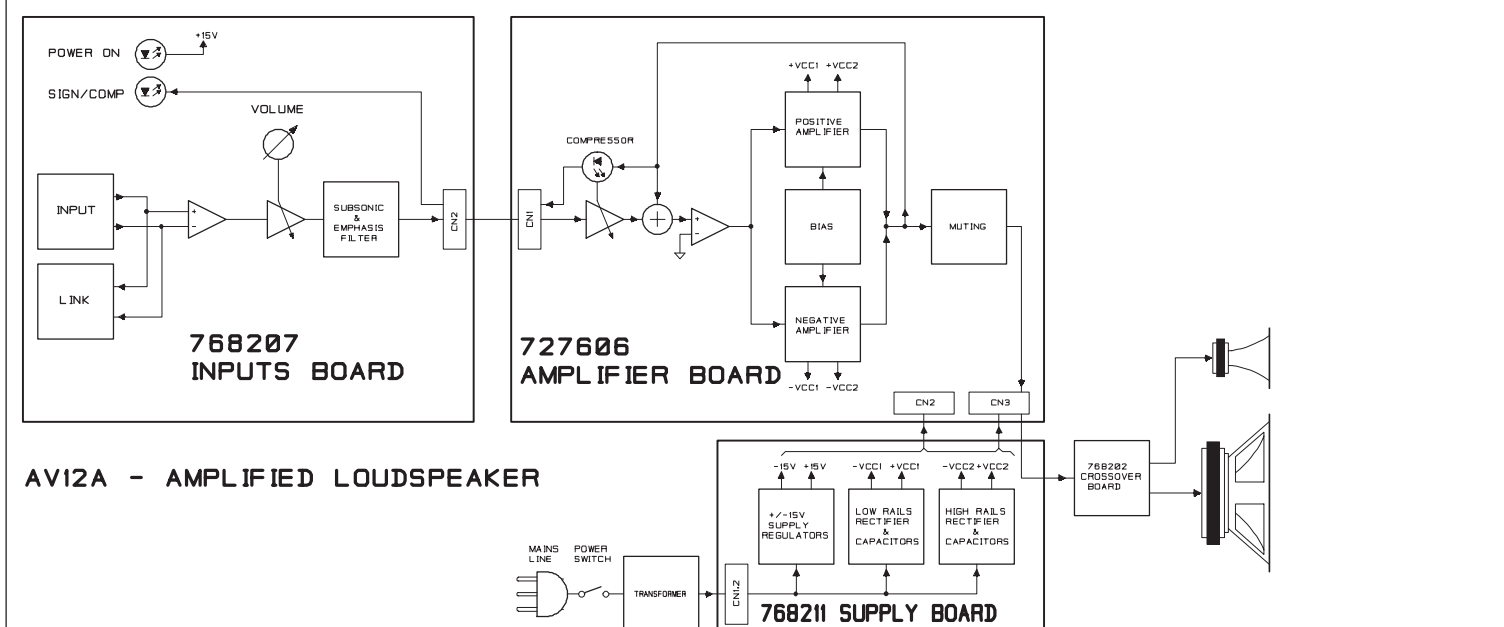 POWER ON
+15V
SIGN/COMP
VOLUME
INPUT
+
-
SUBSONIC
&
EMPHASIS
FILTER
CN2
LINK
768207
INPUTS BOARD
CN1
COMPRESSOR
+
+
-
+VCC1 +VCC2
POSITIVE
AMPLIFIER
BIAS
NEGATIVE
AMPLIFIER
-VCC1 -VCC2
MUTING
727606
AMPLIFIER BOARD
CN2
CN3
AV12A - AMPLIFIED LOUDSPEAKER
-15V +15V
-VCC1 +VCC1
-VCC2+VCC2
+/-15V
SUPPLY
REGULATORS
LOW RAILS
RECTIFIER
&
CAPACITORS
HIGH RAILS
RECTIFIER
&
CAPACITORS
768202
CROSSOVER
BOARD
MAINS
LINE
POWER
SWITCH
TRANSFORMER
CN1,2
768211 SUPPLY BOARD